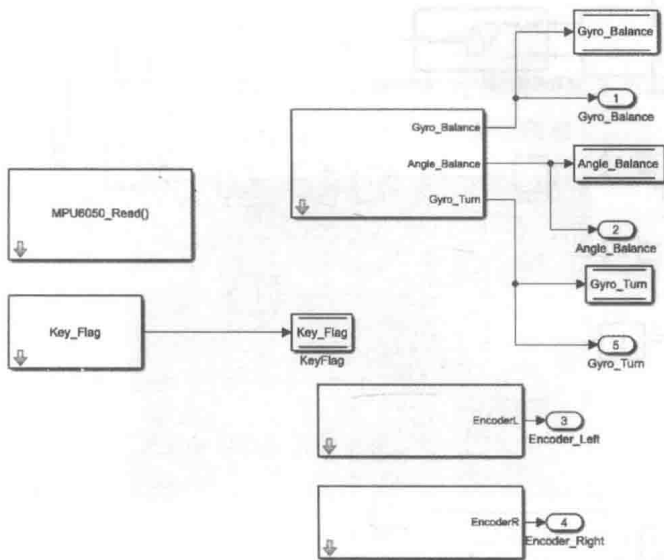 Gyro_Balance
1
Gyro_Balance
Gyro_Balance
Angle_Balance
Angle_Balance
Gyro_Turn
MPU6050_Read()
2
Angle_Balance
Gyro_Turn
Key_Flag
Key_Flag
KeyFlag
5
Gyro_Turn
EncoderL
3
Encoder_Left
EncoderR
4
Encoder_Right